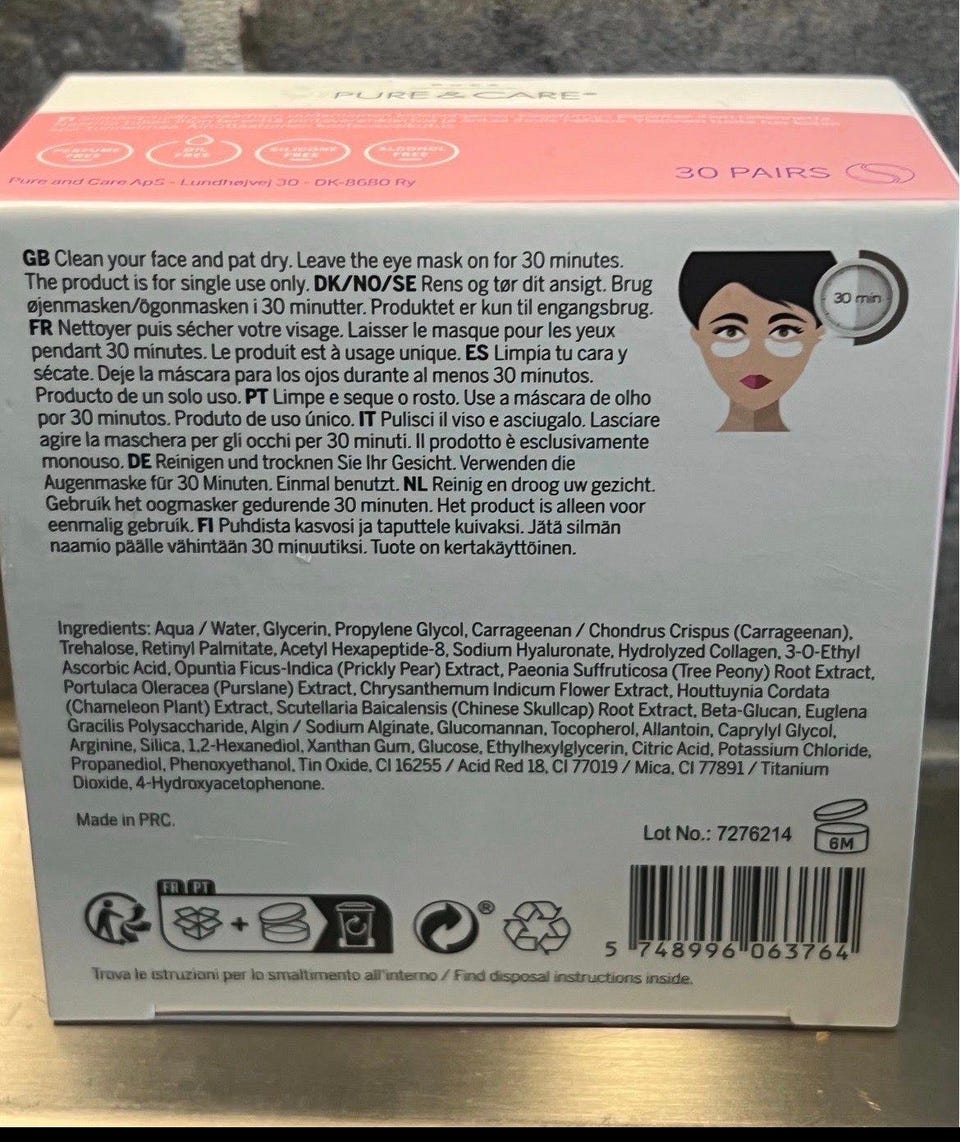 PURE & CARE®
PERFUME FREE
OIL FREE
SILICONE FREE
ALCOHOL FREE
Pure and Care ApS - Lundhøjvej 30 - DK-8680 Ry
30 PAIRS
GB Clean your face and pat dry. Leave the eye mask on for 30 minutes.
The product is for single use only. DK/NO/SE Rens og tør dit ansigt. Brug
øjenmasken/ögonmasken i 30 minutter. Produktet er kun til engangsbrug.
FR Nettoyer puis sécher votre visage. Laisser le masque pour les yeux
pendant 30 minutes. Le produit est à usage unique. ES Limpia tu cara y
sécate. Deje la máscara para los ojos durante al menos 30 minutos.
Producto de un solo uso. PT Limpe e seque o rosto. Use a máscara de olho
por 30 minutos. Produto de uso único. IT Pulisci il viso e asciugalo. Lasciare
agire la maschera per gli occhi per 30 minuti. Il prodotto è esclusivamente
monouso. DE Reinigen und trocknen Sie Ihr Gesicht. Verwenden die
Augenmaske für 30 Minuten. Einmal benutzt. NL Reinig en droog uw gezicht.
Gebruik het oogmasker gedurende 30 minuten. Het product is alleen voor
eenmalig gebruik. FI Puhdista kasvosi ja taputtele kuivaksi. Jätä silmän
naamio päälle vähintään 30 minuutiksi. Tuote on kertakäyttöinen.
30 min
Ingredients: Aqua / Water, Glycerin, Propylene Glycol, Carrageenan / Chondrus Crispus (Carrageenan),
Trehalose, Retinyl Palmitate, Acetyl Hexapeptide-8, Sodium Hyaluronate, Hydrolyzed Collagen, 3-O-Ethyl
Ascorbic Acid, Opuntia Ficus-Indica (Prickly Pear) Extract, Paeonia Suffruticosa (Tree Peony) Root Extract,
Portulaca Oleracea (Purslane) Extract, Chrysanthemum Indicum Flower Extract, Houttuynia Cordata
(Chameleon Plant) Extract, Scutellaria Baicalensis (Chinese Skullcap) Root Extract, Beta-Glucan, Euglena
Gracilis Polysaccharide, Algin / Sodium Alginate, Glucomannan, Tocopherol, Allantoin, Caprylyl Glycol,
Arginine, Silica, 1,2-Hexanediol, Xanthan Gum, Glucose, Ethylhexylglycerin, Citric Acid, Potassium Chloride,
Propanediol, Phenoxyethanol, Tin Oxide, CI 16255 / Acid Red 18, CI 77019 / Mica, CI 77891 / Titanium
Dioxide, 4-Hydroxyacetophenone.
Made in PRC.
Lot No.: 7276214
6M
FR PT
5 748996 063764
Trova le istruzioni per lo smaltimento all'interno / Find disposal instructions inside.